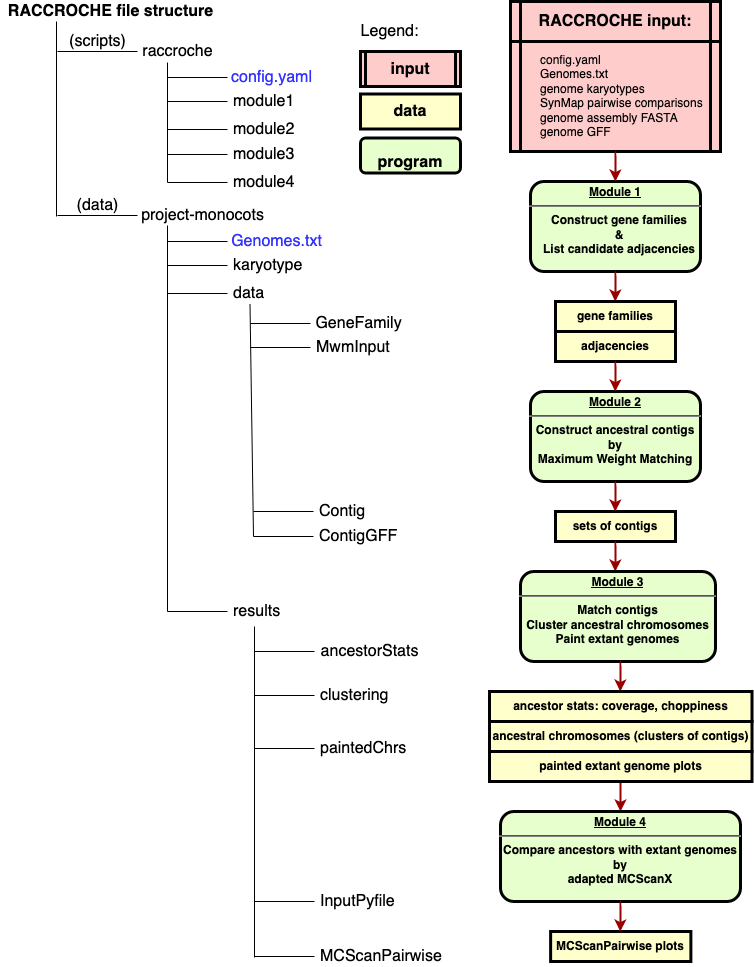 RACCROCHE file structure
(scripts)
raccroche
config.yaml
module1
module2
module3
module4
(data)
project-monocots
Genomes.txt
karyotype
data
GeneFamily
MwmInput
Contig
ContigGFF
results
ancestorStats
clustering
paintedChrs
InputPyfile
MCScanPairwise
Legend:
input
data
program
RACCROCHE input:
config.yaml
Genomes.txt
genome karyotypes
SynMap pairwise comparisons
genome assembly FASTA
genome GFF
Module 1
Construct gene families
&
List candidate adjacencies
gene families
adjacencies
Module 2
Construct ancestral contigs
by
Maximum Weight Matching
sets of contigs
Module 3
Match contigs
Cluster ancestral chromosomes
Paint extant genomes
ancestor stats: coverage, choppiness
ancestral chromosomes (clusters of contigs)
painted extant genome plots
Module 4
Compare ancestors with extant genomes
by
adapted MCScanX
MCScanPairwise plots